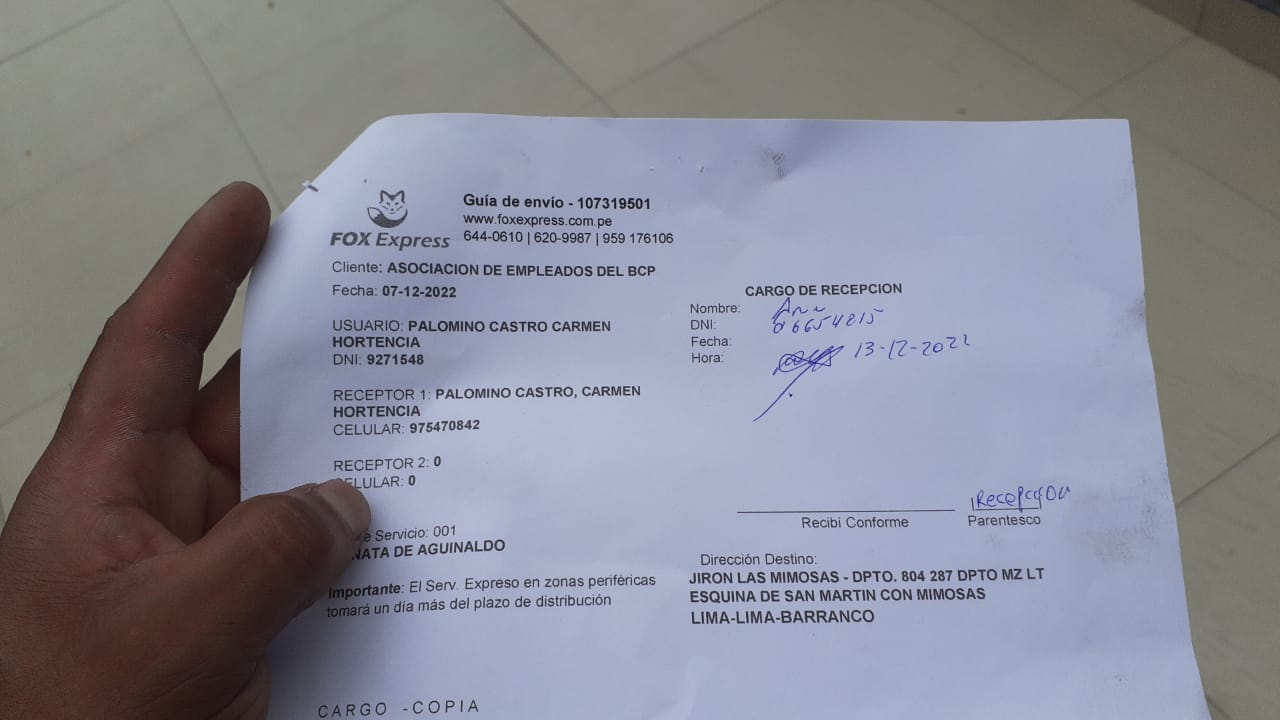 Guía de envío - 107319501
www.foxexpress.com.pe
644-0610 | 620-9987 | 959 176106
FOX Express
Cliente: ASOCIACION DE EMPLEADOS DEL BCP
Fecha: 07-12-2022
USUARIO: PALOMINO CASTRO CARMEN
HORTENCIA
DNI: 9271548
RECEPTOR 1: PALOMINO CASTRO, CARMEN
HORTENCIA
CELULAR: 975470842
RECEPTOR 2: 0
CELULAR: 0
Servicio: 001
NATA DE AGUINALDO
Importante: El Serv. Expreso en zonas periféricas
tomará un día más del plazo de distribución
CARGO DE RECEPCION
Nombre: Ana
DNI: 06654815
Fecha: 13-12-2022
Hora:
Recepción
Recibí Conforme
Parentesco
Dirección Destino:
JIRON LAS MIMOSAS - DPTO. 804 287 DPTO MZ LT
ESQUINA DE SAN MARTIN CON MIMOSAS
LIMA-LIMA-BARRANCO
CARGO - COPIA